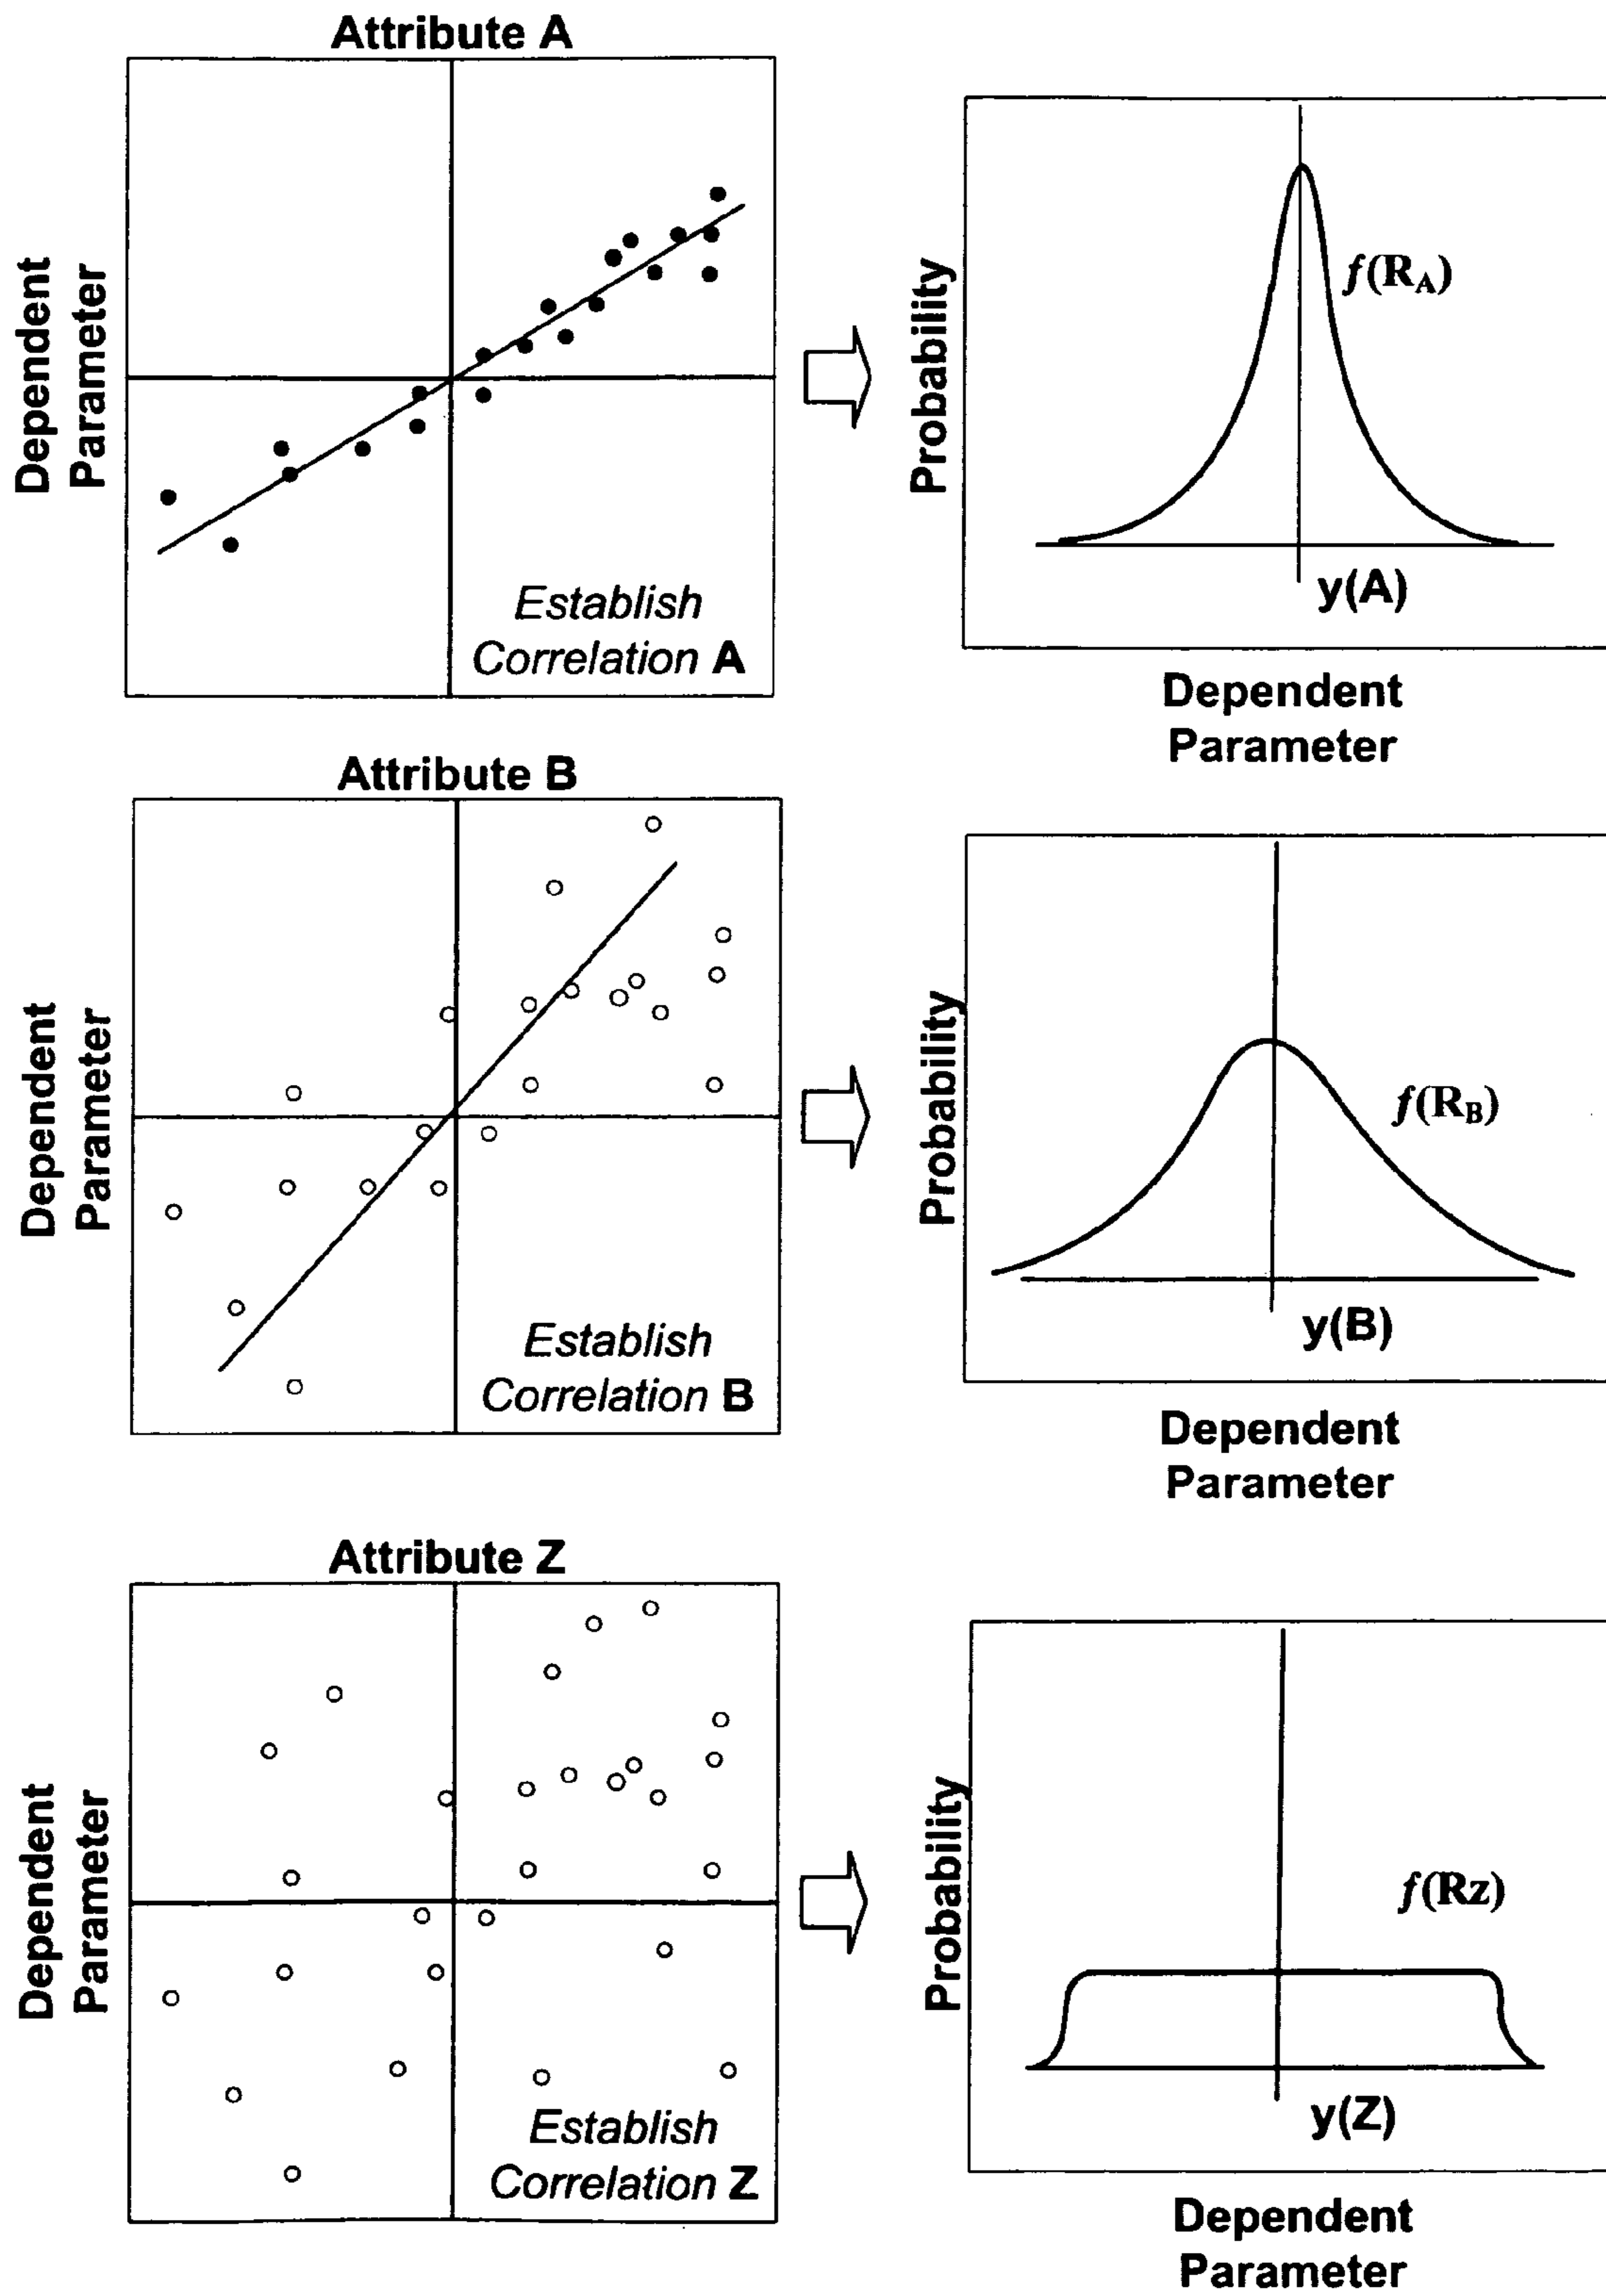 Attribute A
Dependent
Parameter
Establish
Correlation A
Probability
f(RA)
y(A)
Dependent
Parameter
Attribute B
Dependent
Parameter
Establish
Correlation B
Probability
f(RB)
y(B)
Dependent
Parameter
Attribute Z
Dependent
Parameter
Establish
Correlation Z
Probability
f(Rz)
y(Z)
Dependent
Parameter